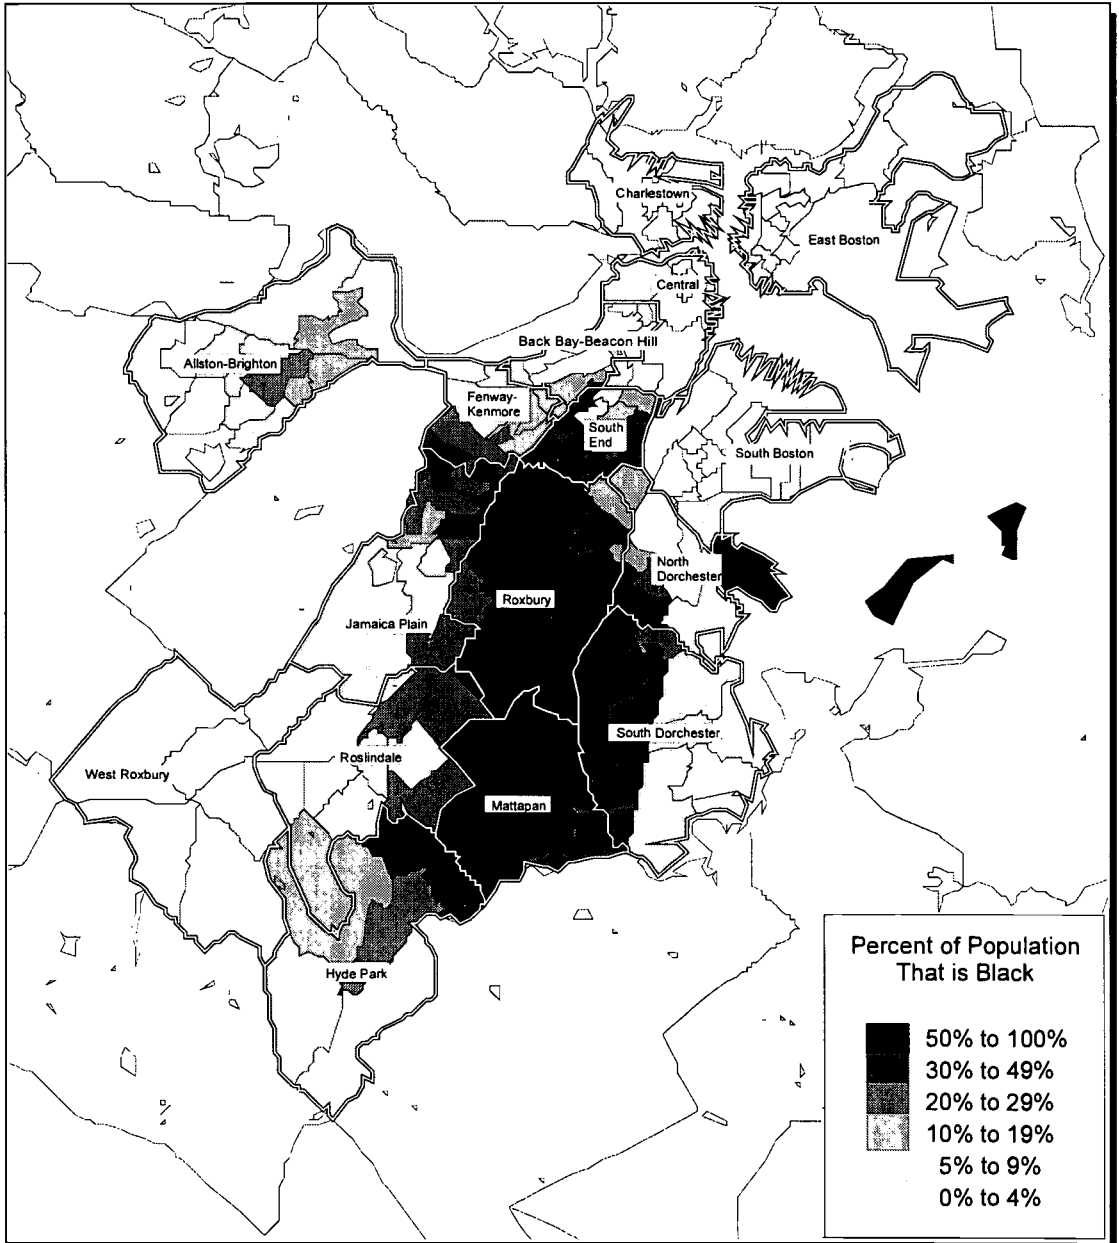 Charlestown
East Boston
Central
Back Bay-Beacon Hill
Allston-Brighton
Fenway-
Kenmore
South
End
South Boston
North
Dorchester
Roxbury
Jamaica Plain
South Dorchester
Roslindale
West Roxbury
Mattapan
Hyde Park
Percent of Population
That is Black
50% to 100%
30% to 49%
20% to 29%
10% to 19%
5% to 9%
0% to 4%